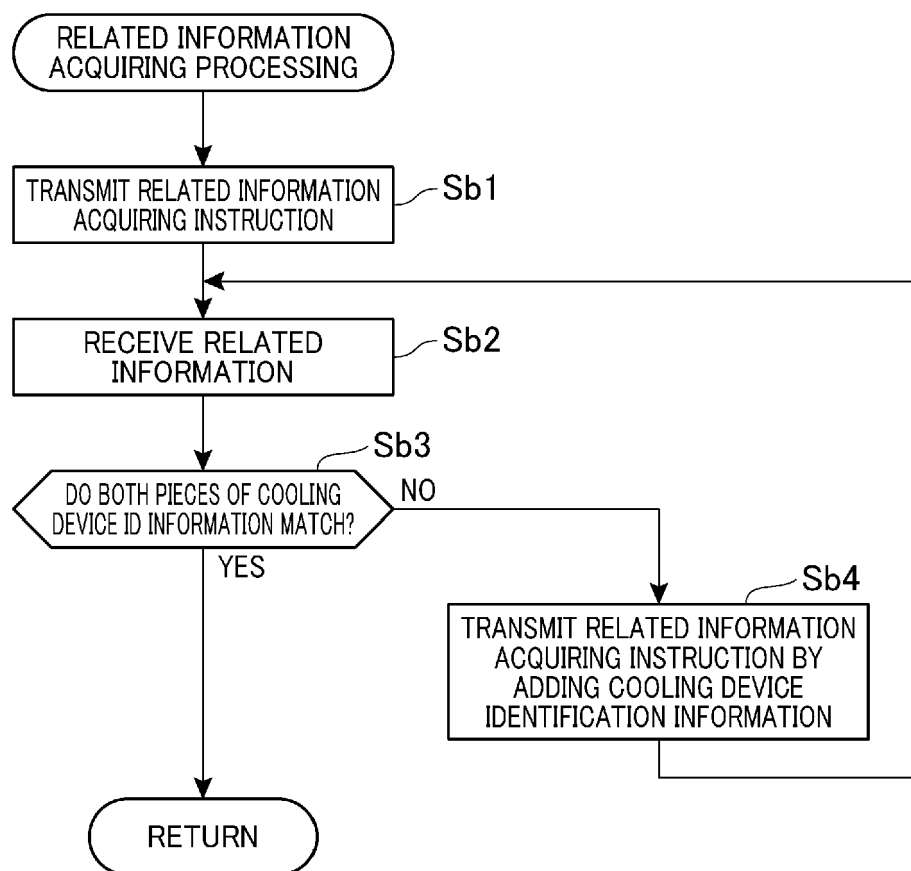 RELATED INFORMATION
ACQUIRING PROCESSING
TRANSMIT RELATED INFORMATION
ACQUIRING INSTRUCTION
Sb1
RECEIVE RELATED
INFORMATION
Sb2
Sb3
DO BOTH PIECES OF COOLING
DEVICE ID INFORMATION MATCH?
NO
YES
Sb4
TRANSMIT RELATED INFORMATION
ACQUIRING INSTRUCTION BY
ADDING COOLING DEVICE
IDENTIFICATION INFORMATION
RETURN